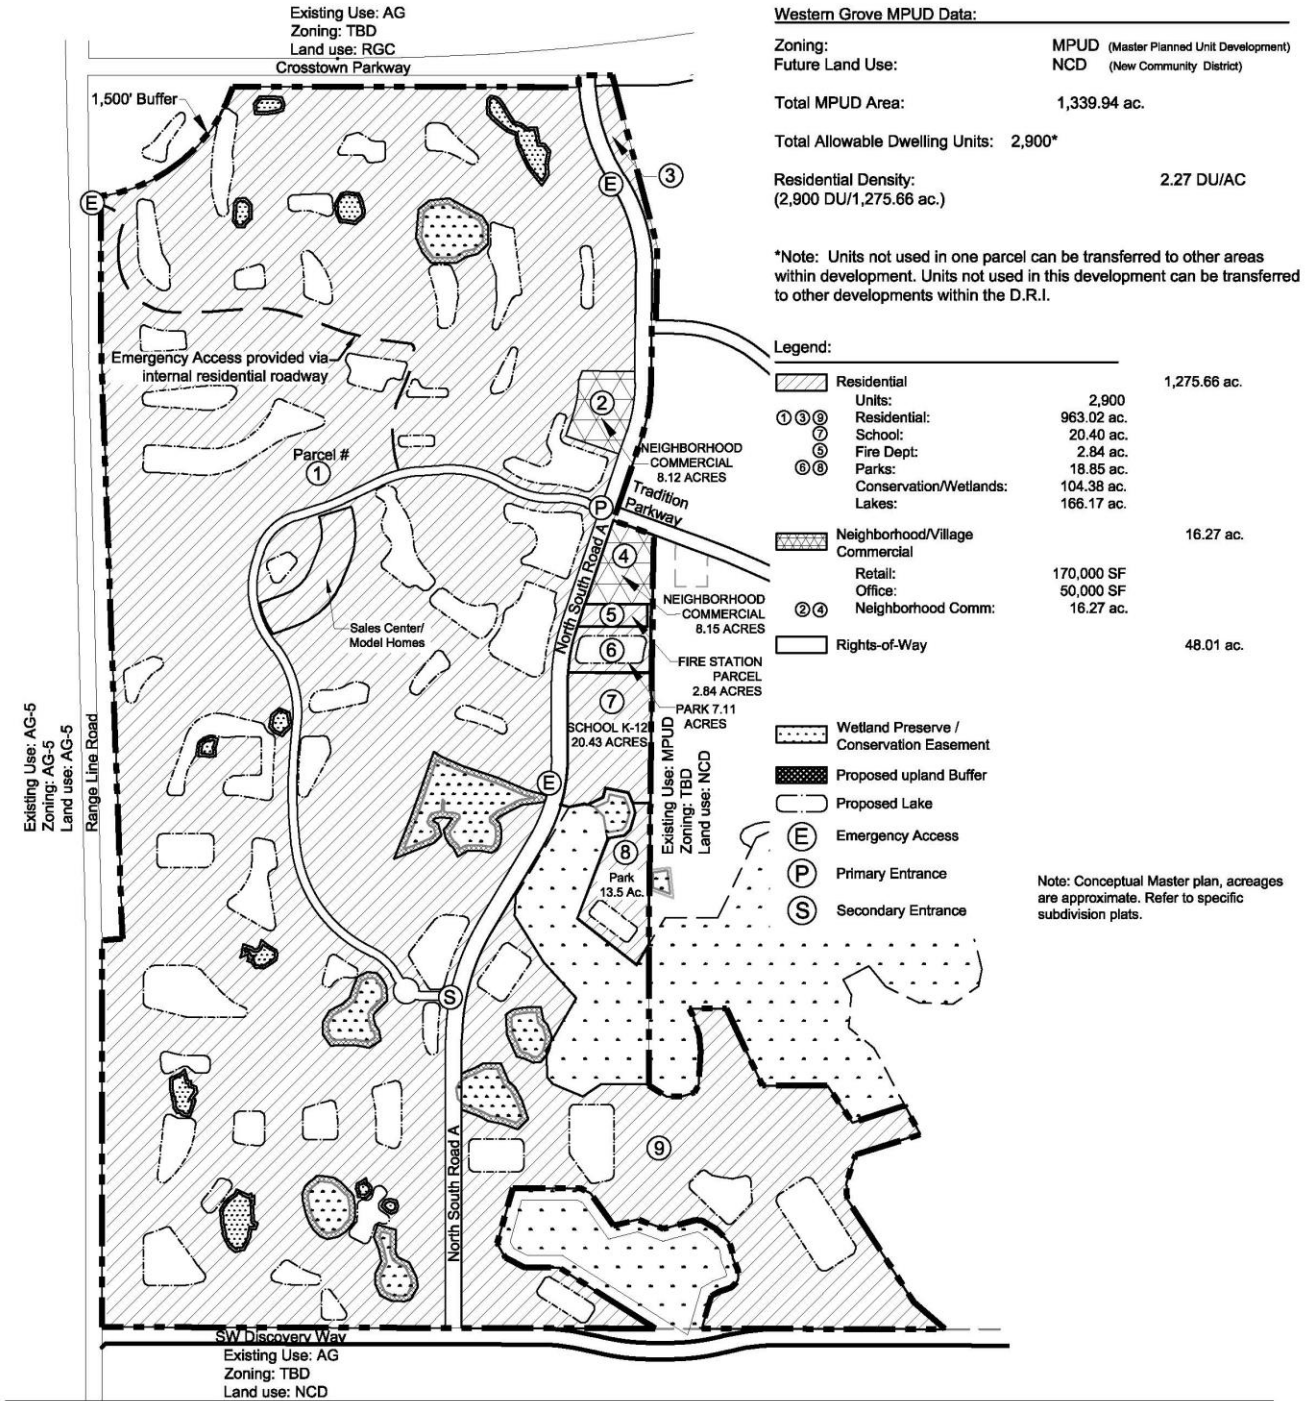 Existing Use: AG
Zoning: TBD
Land use: RGC
Crosstown Parkway
1,500' Buffer
E
E
3
Emergency Access provided via
internal residential roadway
2
NEIGHBORHOOD
COMMERCIAL
8.12 ACRES
Parcel #
1
P
Tradition
Parkway
North South Road A
4
NEIGHBORHOOD
COMMERCIAL
8.15 ACRES
5
Sales Center/
Model Homes
6
FIRE STATION
PARCEL
2.84 ACRES
PARK 7.11
ACRES
7
SCHOOL K-12
20.43 ACRES
Existing Use: AG-5
Zoning: AG-5
Land use: AG-5
Range Line Road
Existing Use: MPUD
Zoning: TBD
Land use: NCD
E
8
Park
13.5 Ac.
S
North South Road A
9
SW Discovery Way
Existing Use: AG
Zoning: TBD
Land use: NCD
Western Grove MPUD Data:
Zoning: MPUD (Master Planned Unit Development)
Future Land Use: NCD (New Community District)
Total MPUD Area: 1,339.94 ac.
Total Allowable Dwelling Units: 2,900*
Residential Density: 2.27 DU/AC
(2,900 DU/1,275.66 ac.)
*Note: Units not used in one parcel can be transferred to other areas
within development. Units not used in this development can be transferred
to other developments within the D.R.I.
Legend:
Residential 1,275.66 ac.
Units: 2,900
1 3 9 Residential: 963.02 ac.
7 School: 20.40 ac.
5 Fire Dept: 2.84 ac.
6 8 Parks: 18.85 ac.
Conservation/Wetlands: 104.38 ac.
Lakes: 166.17 ac.
Neighborhood/Village 16.27 ac.
Commercial
Retail: 170,000 SF
Office: 50,000 SF
2 4 Neighborhood Comm: 16.27 ac.
Rights-of-Way 48.01 ac.
Wetland Preserve /
Conservation Easement
Proposed upland Buffer
Proposed Lake
E Emergency Access
P Primary Entrance
S Secondary Entrance
Note: Conceptual Master plan, acreages
are approximate. Refer to specific
subdivision plats.